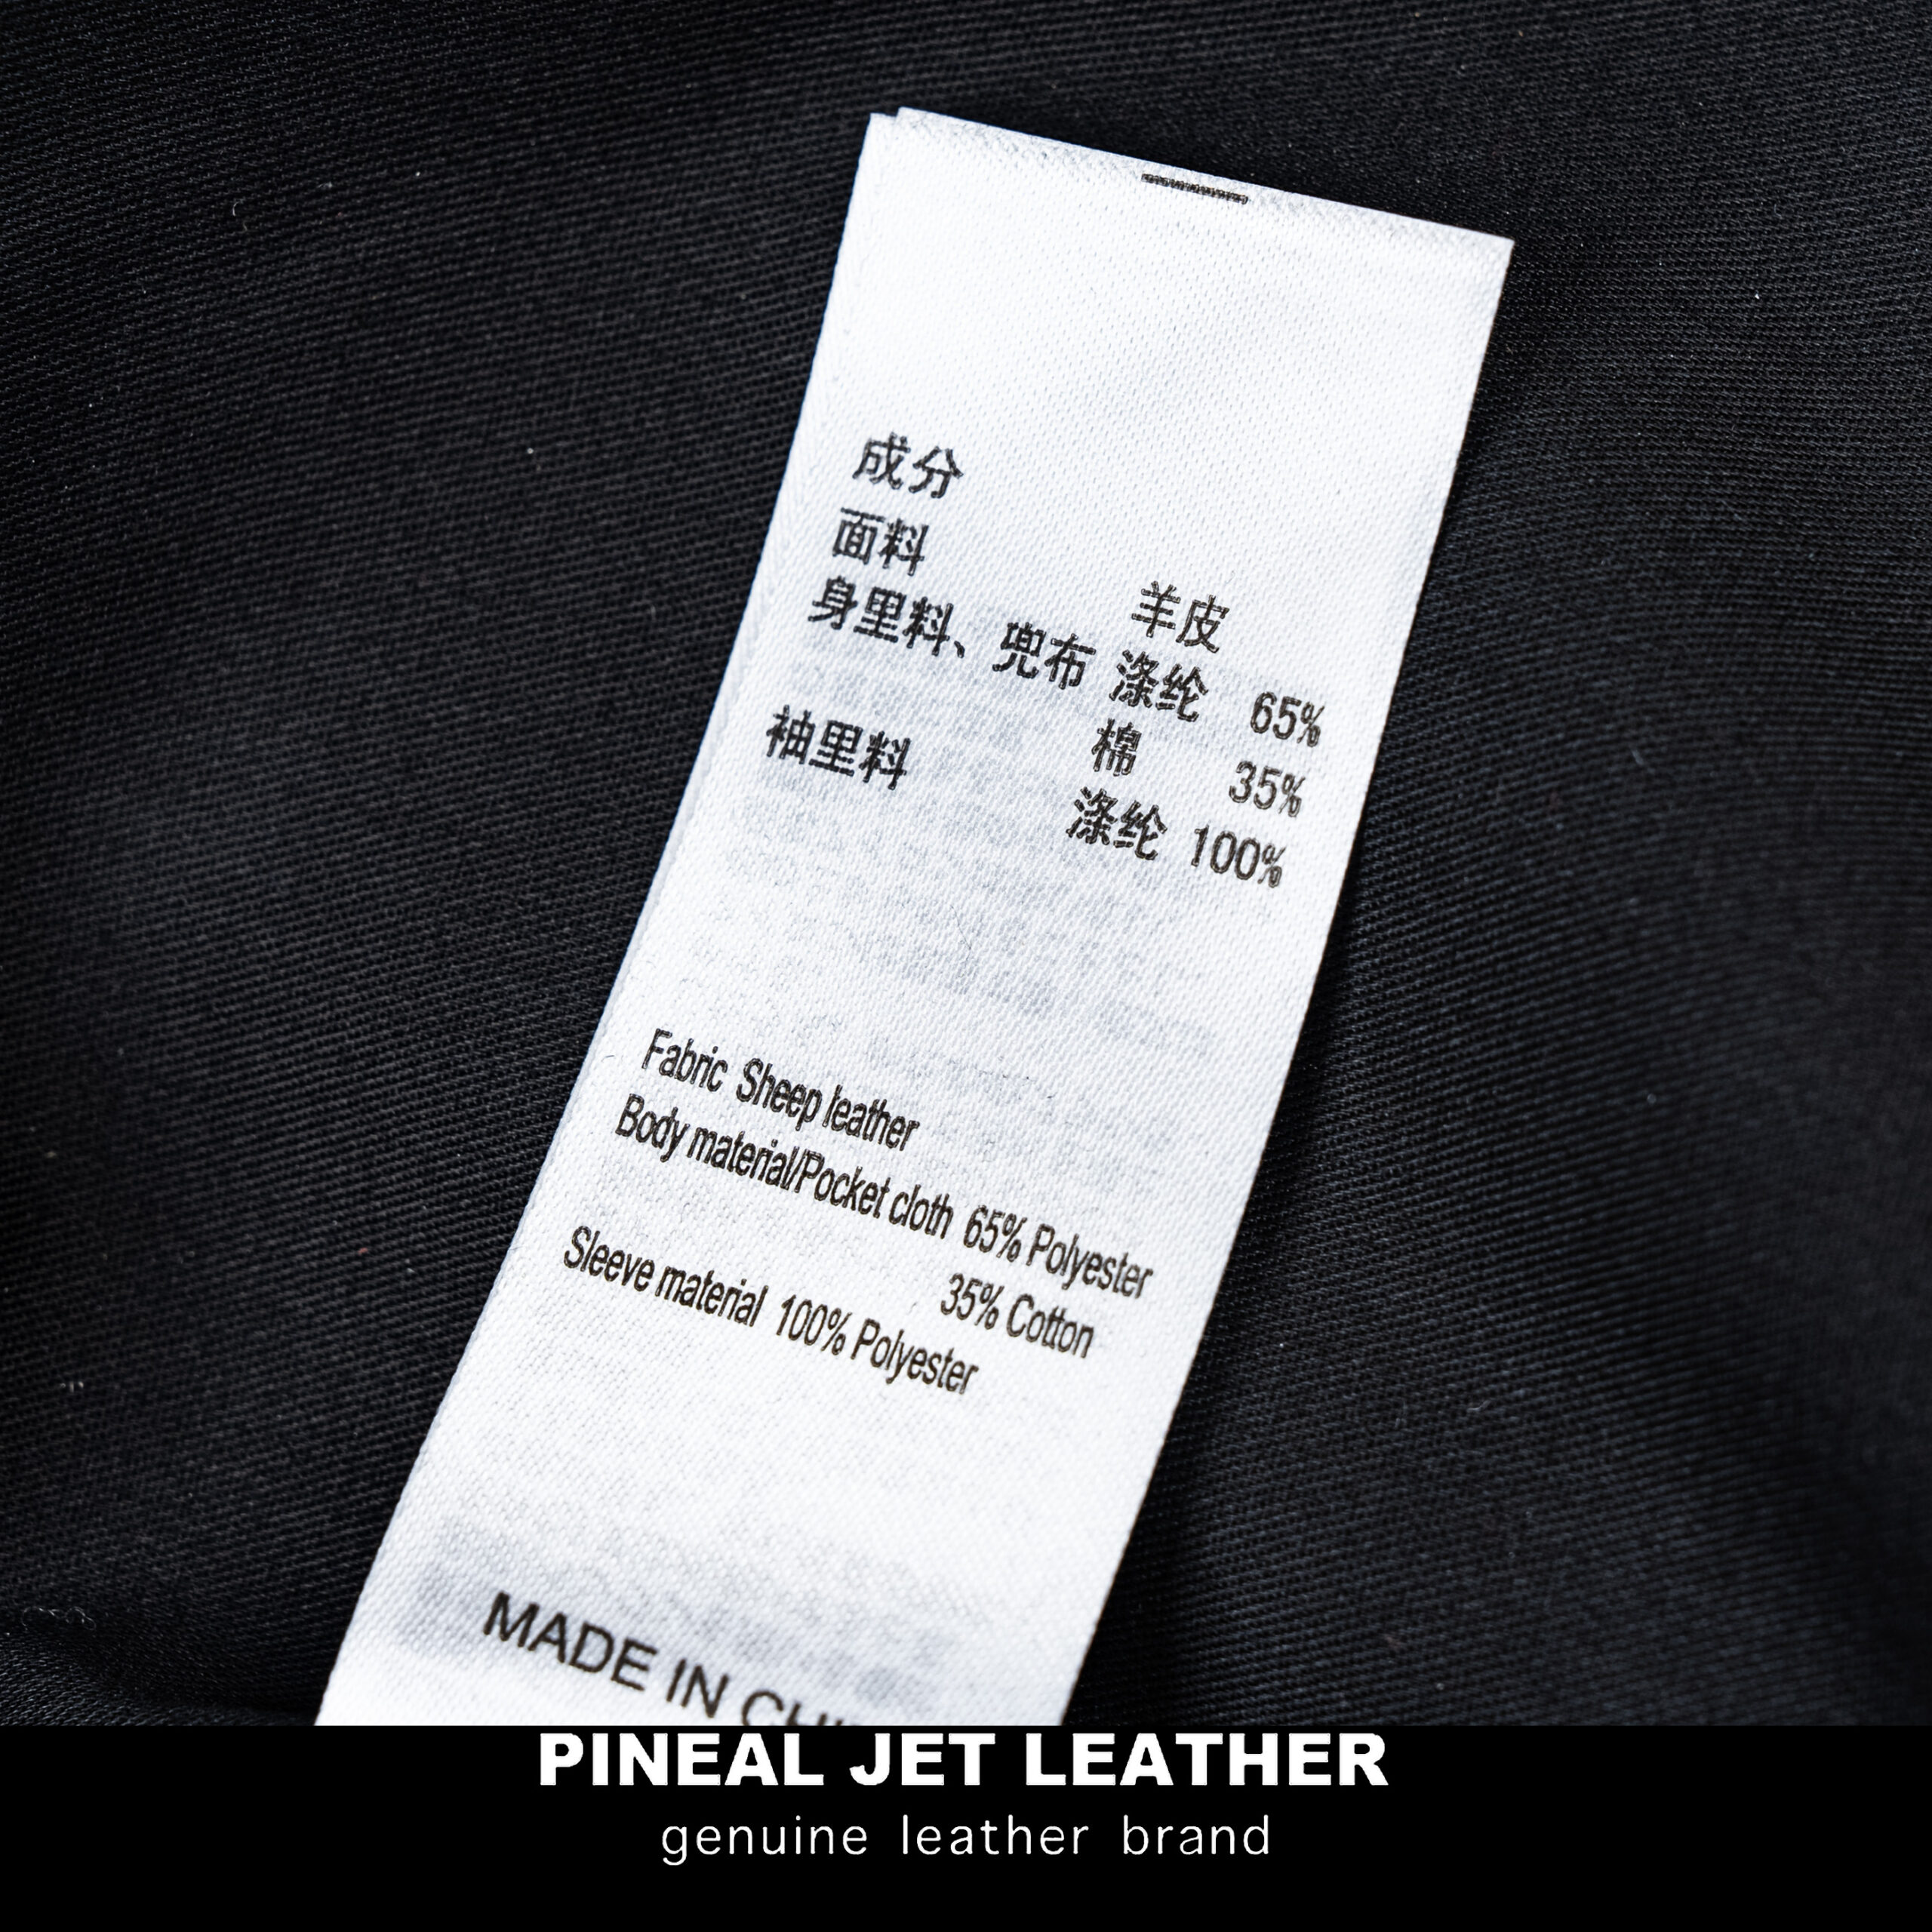 成分
面料 羊皮
身里料、兜布 涤纶 65%
棉 35%
袖里料 涤纶 100%
Fabric Sheep leather
Body material/Pocket cloth 65% Polyester
35% Cotton
Sleeve material 100% Polyester
MADE IN
PINEAL JET LEATHER
genuine leather brand